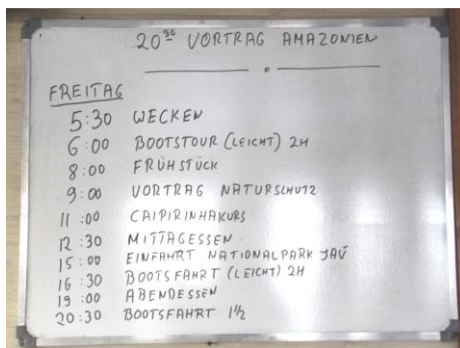 20³⁰ VORTRAG AMAZONIEN
FREITAG
5:30 WECKEN
6:00 BOOTSTOUR (LEICHT) 2H
8:00 FRÜHSTÜCK
9:00 VORTRAG NATURSCHUTZ
11:00 CAIPIRINHAKURS
12:30 MITTAGESSEN
15:00 EINFAHRT NATIONALPARK JAÚ
16:30 BOOTSFAHRT (LEICHT) 2H
19:00 ABENDESSEN
20:30 BOOTSFAHRT 1½